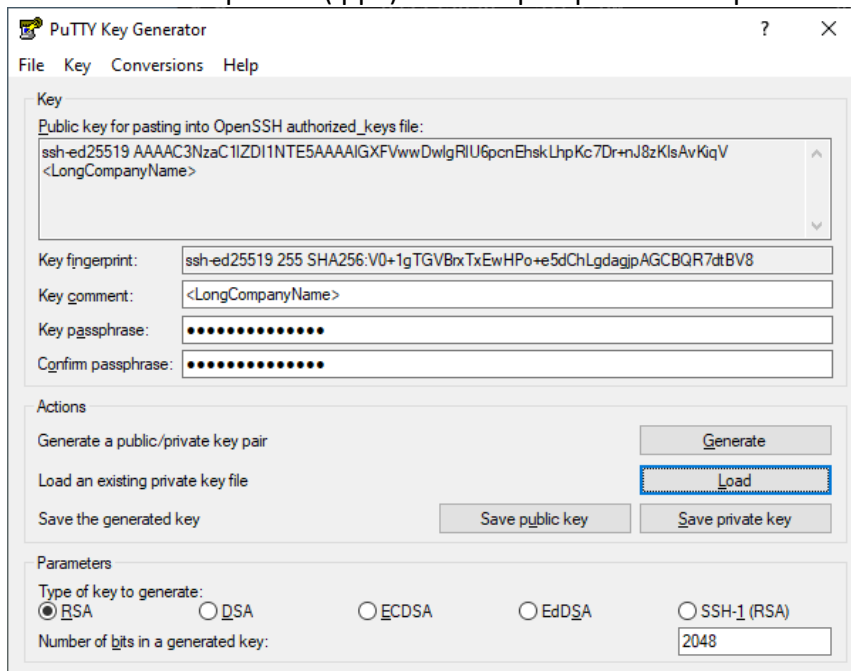 PuTTY Key Generator
File Key Conversions Help
Key
Public key for pasting into OpenSSH authorized_keys file:
ssh-ed25519 AAAAC3NzaC1lZDI1NTE5AAAAIGXFVwwDwlgRlU6pcnEhskLhpKc7Dr+nJ8zKIsAvKiqV
<LongCompanyName>
Key fingerprint: ssh-ed25519 255 SHA256:V0+1gTGVBrxTxEwHPo+e5dChLgdagjpAGCBQR7dtBV8
Key comment: <LongCompanyName>
Key passphrase: ●●●●●●●●●●●●●●
Confirm passphrase: ●●●●●●●●●●●●●●
Actions
Generate a public/private key pair Generate
Load an existing private key file Load
Save the generated key Save public key Save private key
Parameters
Type of key to generate:
RSA DSA ECDSA EdDSA SSH-1 (RSA)
Number of bits in a generated key: 2048